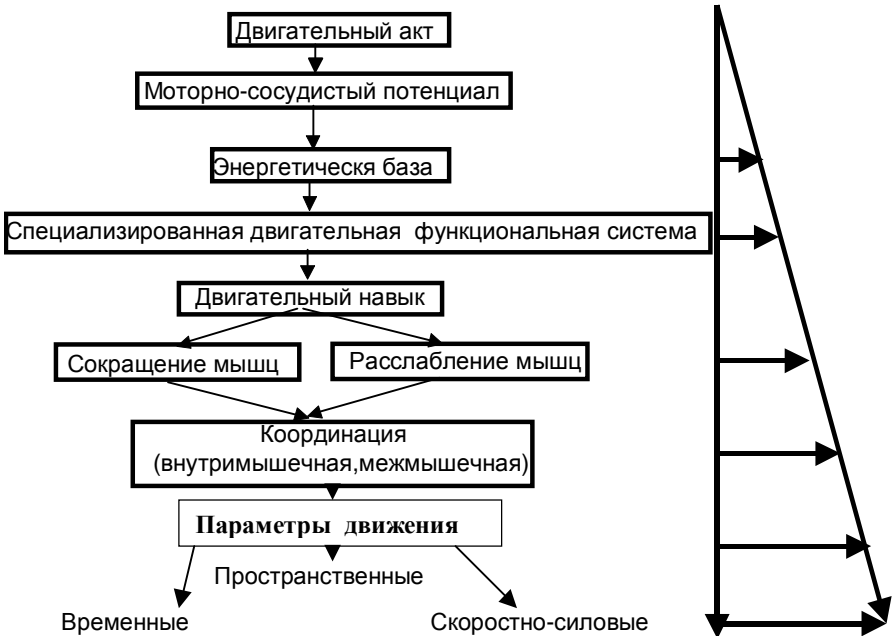 Двигательный акт
Моторно-сосудистый потенциал
Энергетическя база
Специализированная двигательная функциональная система
Двигательный навык
Сокращение мышц
Расслабление мышц
Координация
(внутримышечная,межмышечная)
Параметры движения
Пространственные
Временные
Скоростно-силовые